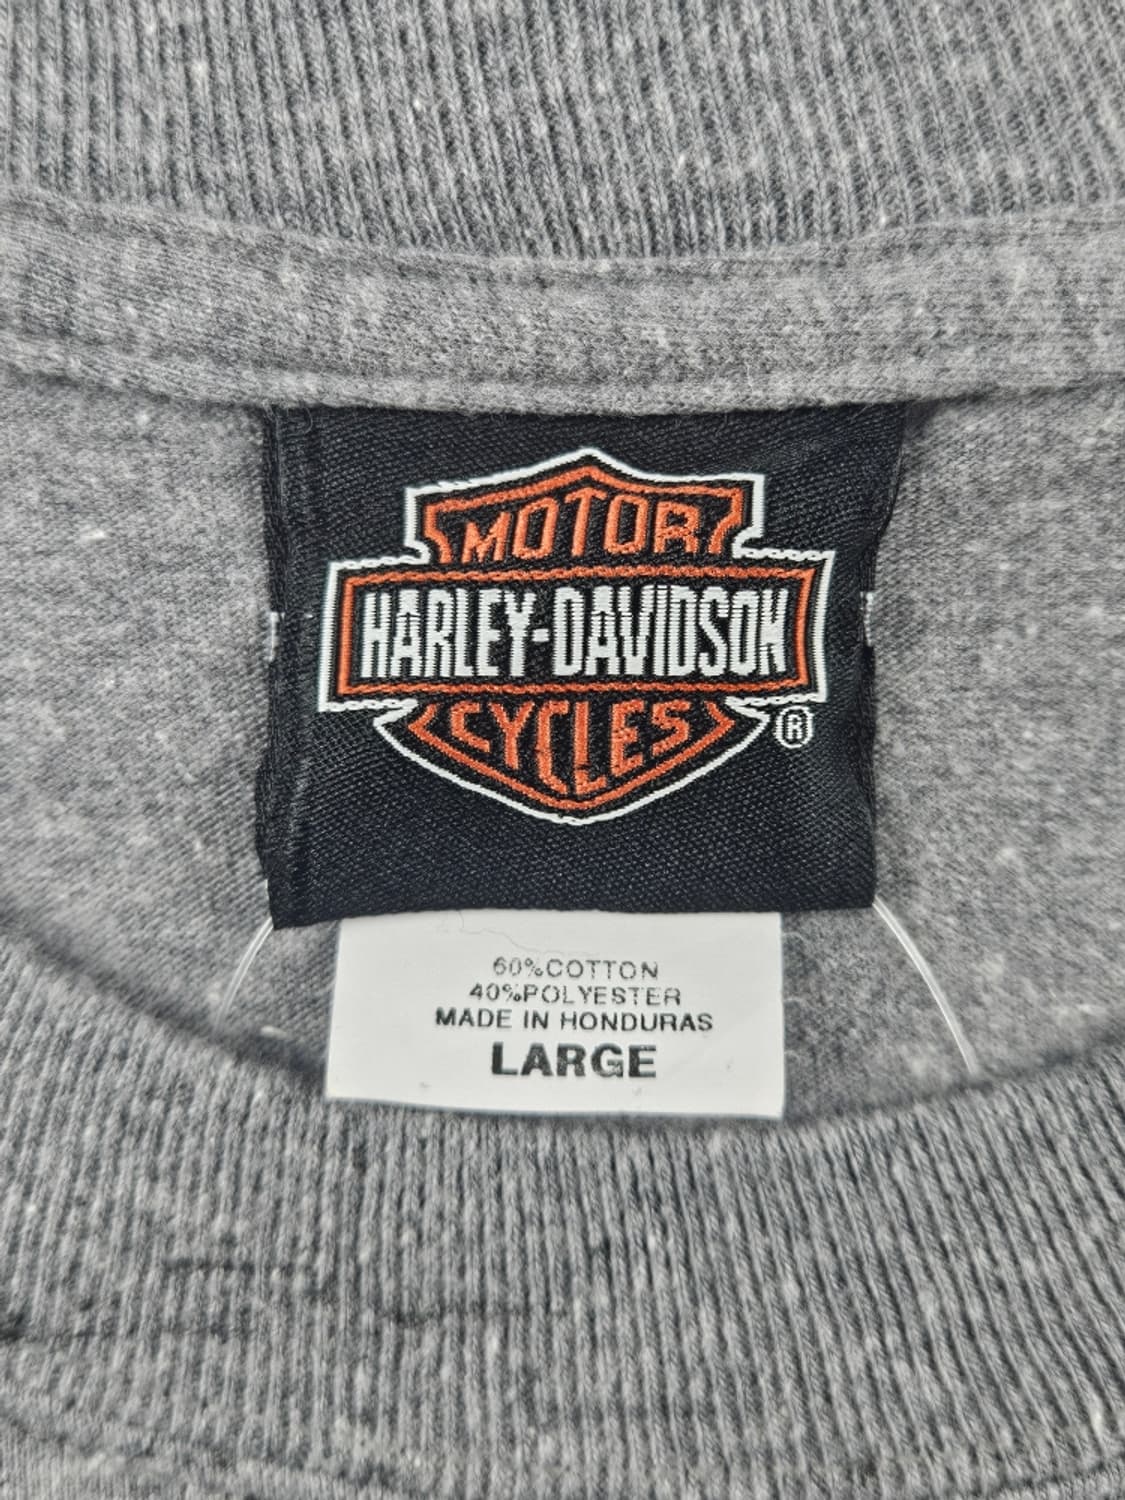 MOTOR
HARLEY-DAVIDSON
CYCLES
®
60%COTTON
40%POLYESTER
MADE IN HONDURAS
LARGE